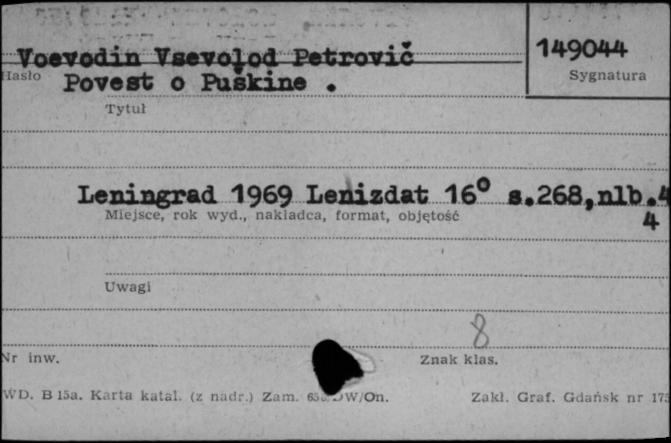 Voevodin Vsevolod Petrovič
149044
Hasło
Sygnatura
Povest o Puškine .
Tytuł
Leningrad 1969 Lenizdat 16° s.268,nlb.4
4
Miejsce, rok wyd., nakładca, format, objętość
Uwagi
8
Nr inw.
Znak klas.
WD. B 15a. Karta katal. (z nadr.) Zam. W/On.
Zakł. Graf. Gdańsk nr 175